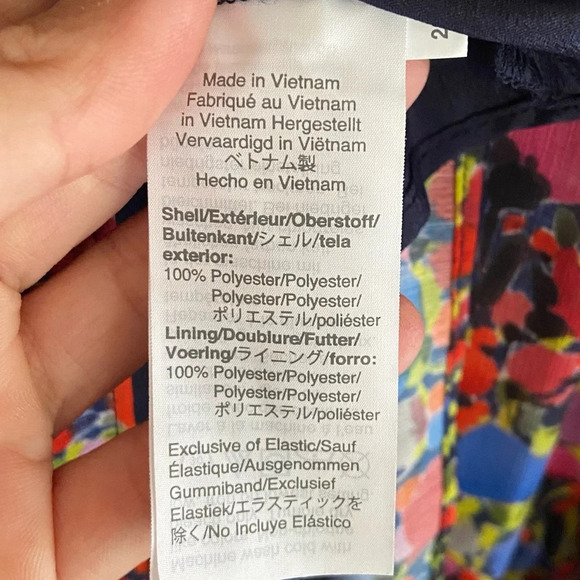 2
Made in Vietnam
Fabriqué au Vietnam
in Vietnam Hergestellt
Vervaardigd in Viëtnam
ベトナム製
Hecho en Vietnam
Shell/Extérieur/Oberstoff/
Buitenkant/シェル/tela
exterior:
100% Polyester/Polyester/
Polyester/Polyester/
ポリエステル/poliéster
Lining/Doublure/Futter/
Voering/ライニング/forro:
100% Polyester/Polyester/
Polyester/Polyester/
ポリエステル/poliéster
Exclusive of Elastic/Sauf
Élastique/Ausgenommen
Gummiband/Exclusief
Elastiek/エラスティックを
除く/No Incluye Elástico